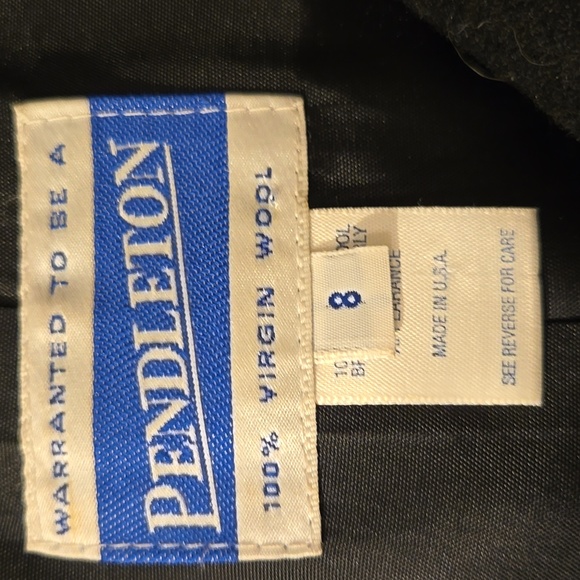 WARRANTED TO BE A
PENDLETON
100% VIRGIN WOOL
8
MADE IN U.S.A.
SEE REVERSE FOR CARE